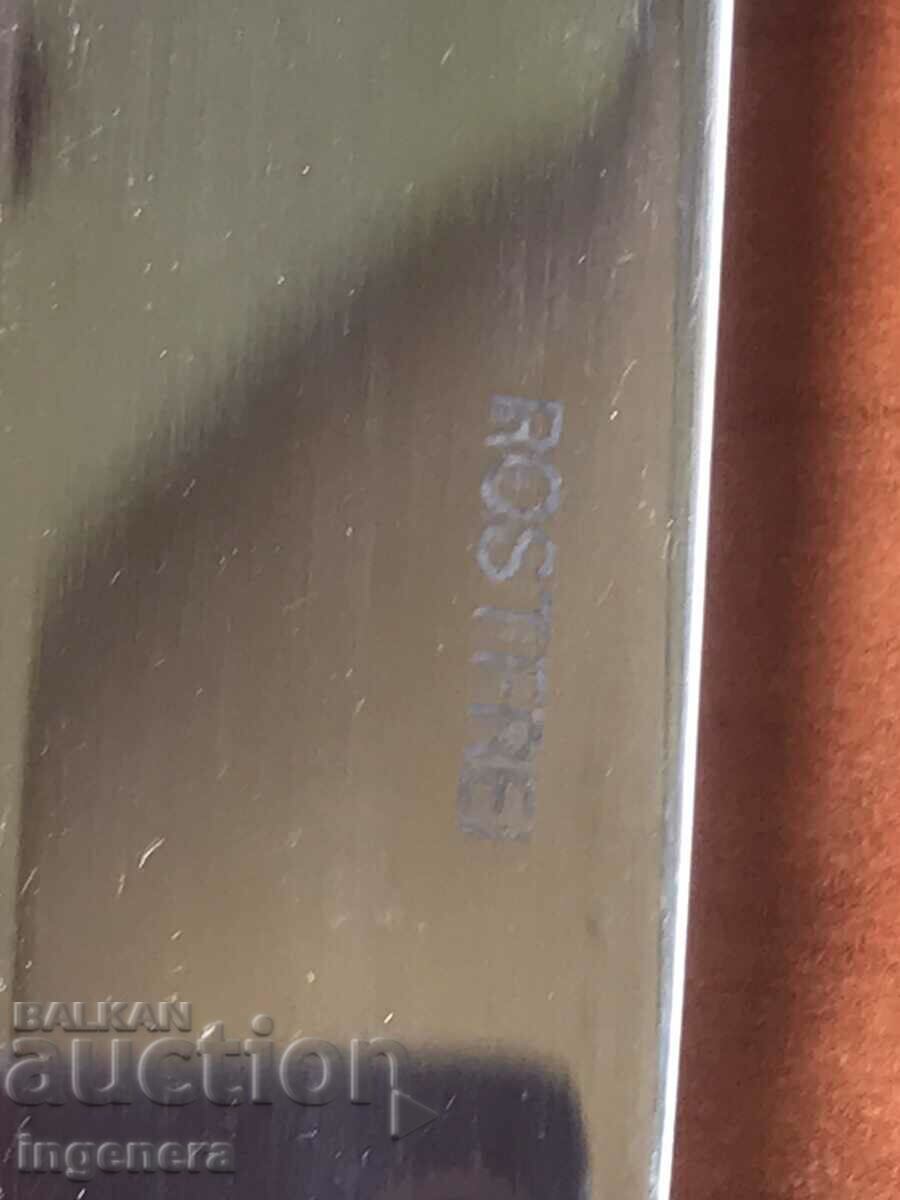 ROSTFREI
BALKAN
auction
ingenera